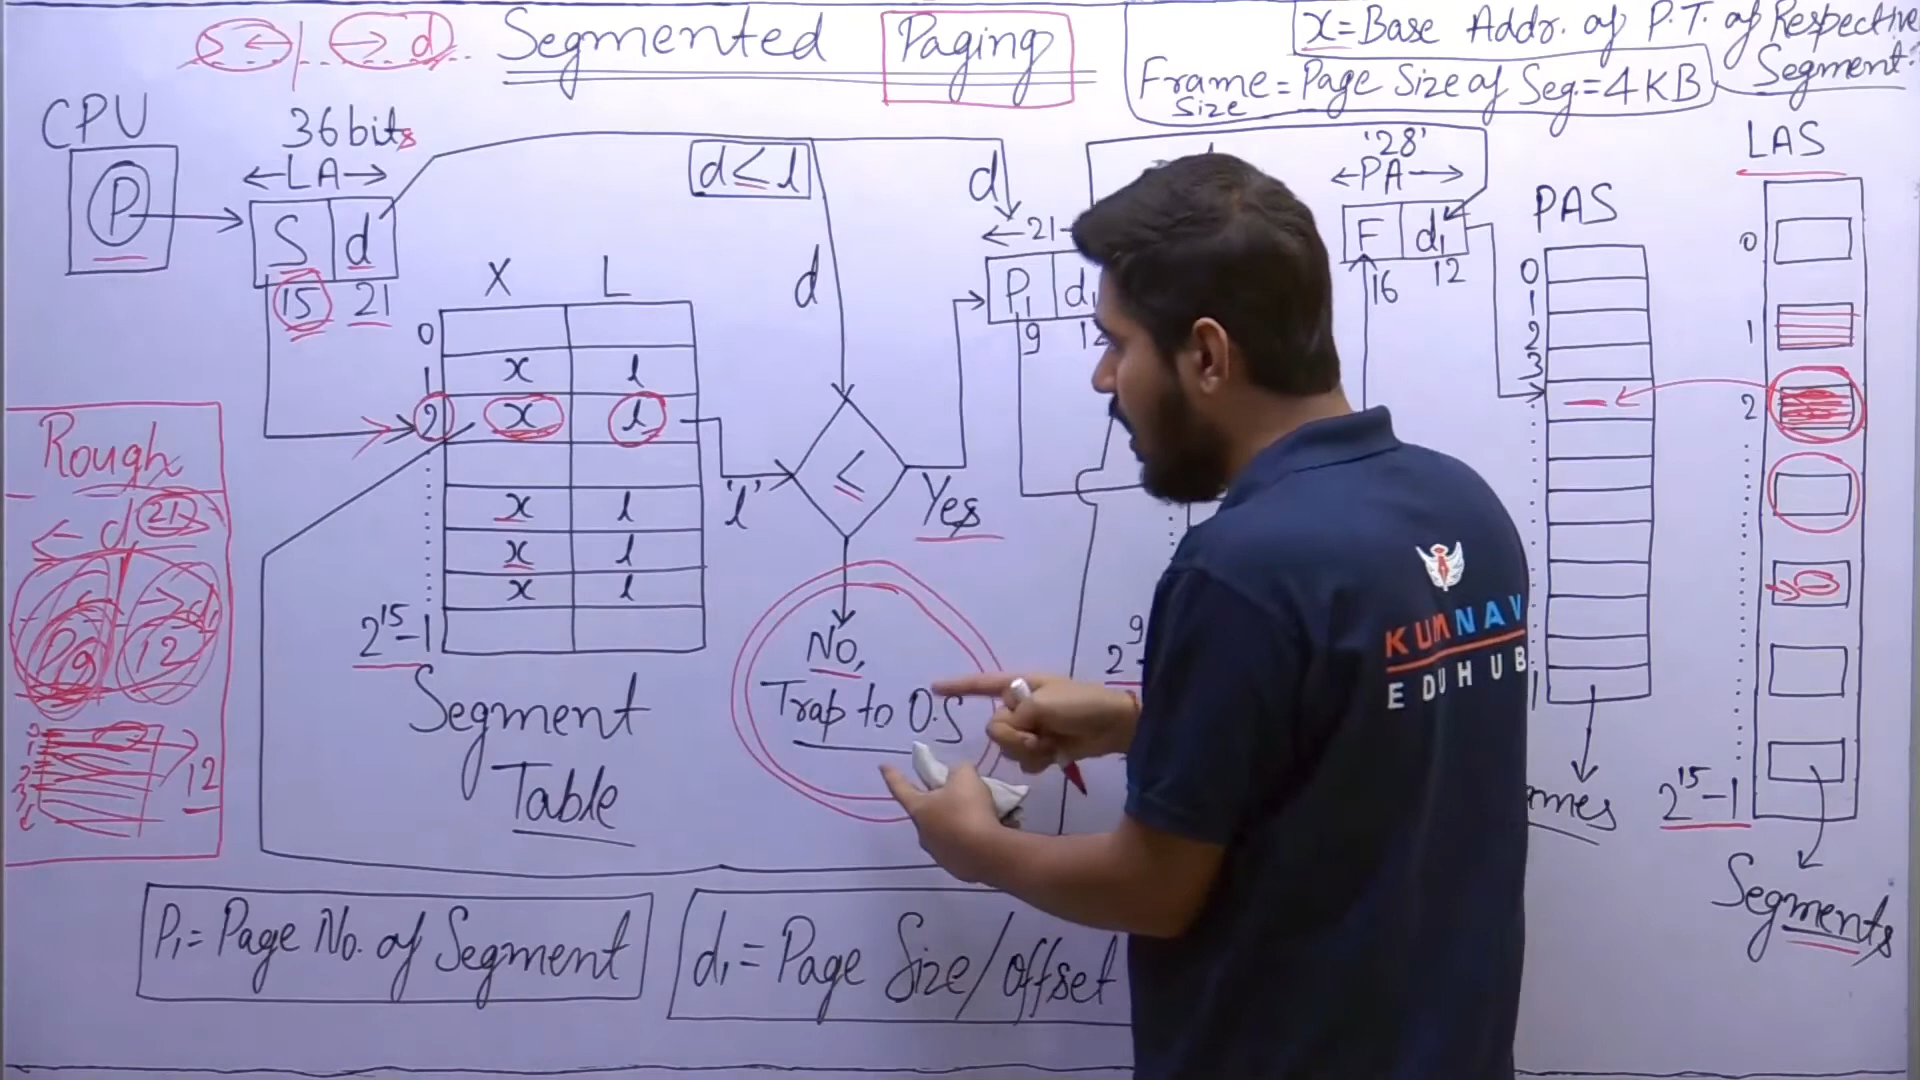 S d
Segmented Paging
x = Base Addr. of P.T. of Respective Segment.
Frame Size = Page Size of Seg. = 4KB
CPU
P
36 bits
LA
S d
15 21
X L
0
1 x l
2 x l
x l
x l
x l
2^15-1
Segment Table
d ≤ l
d
d
'l'
≤
Yes
No,
Trap to O.S
21
P1 d1
9 12
2^9-
'28'
PA
F d1
16 12
PAS
0
1
2
3
LAS
0
1
2
2^15-1
Segments
Rough
d 21
P9 12
12
P1 = Page No. of Segment
d1 = Page Size/offset
KUMNAV
EDUHUB